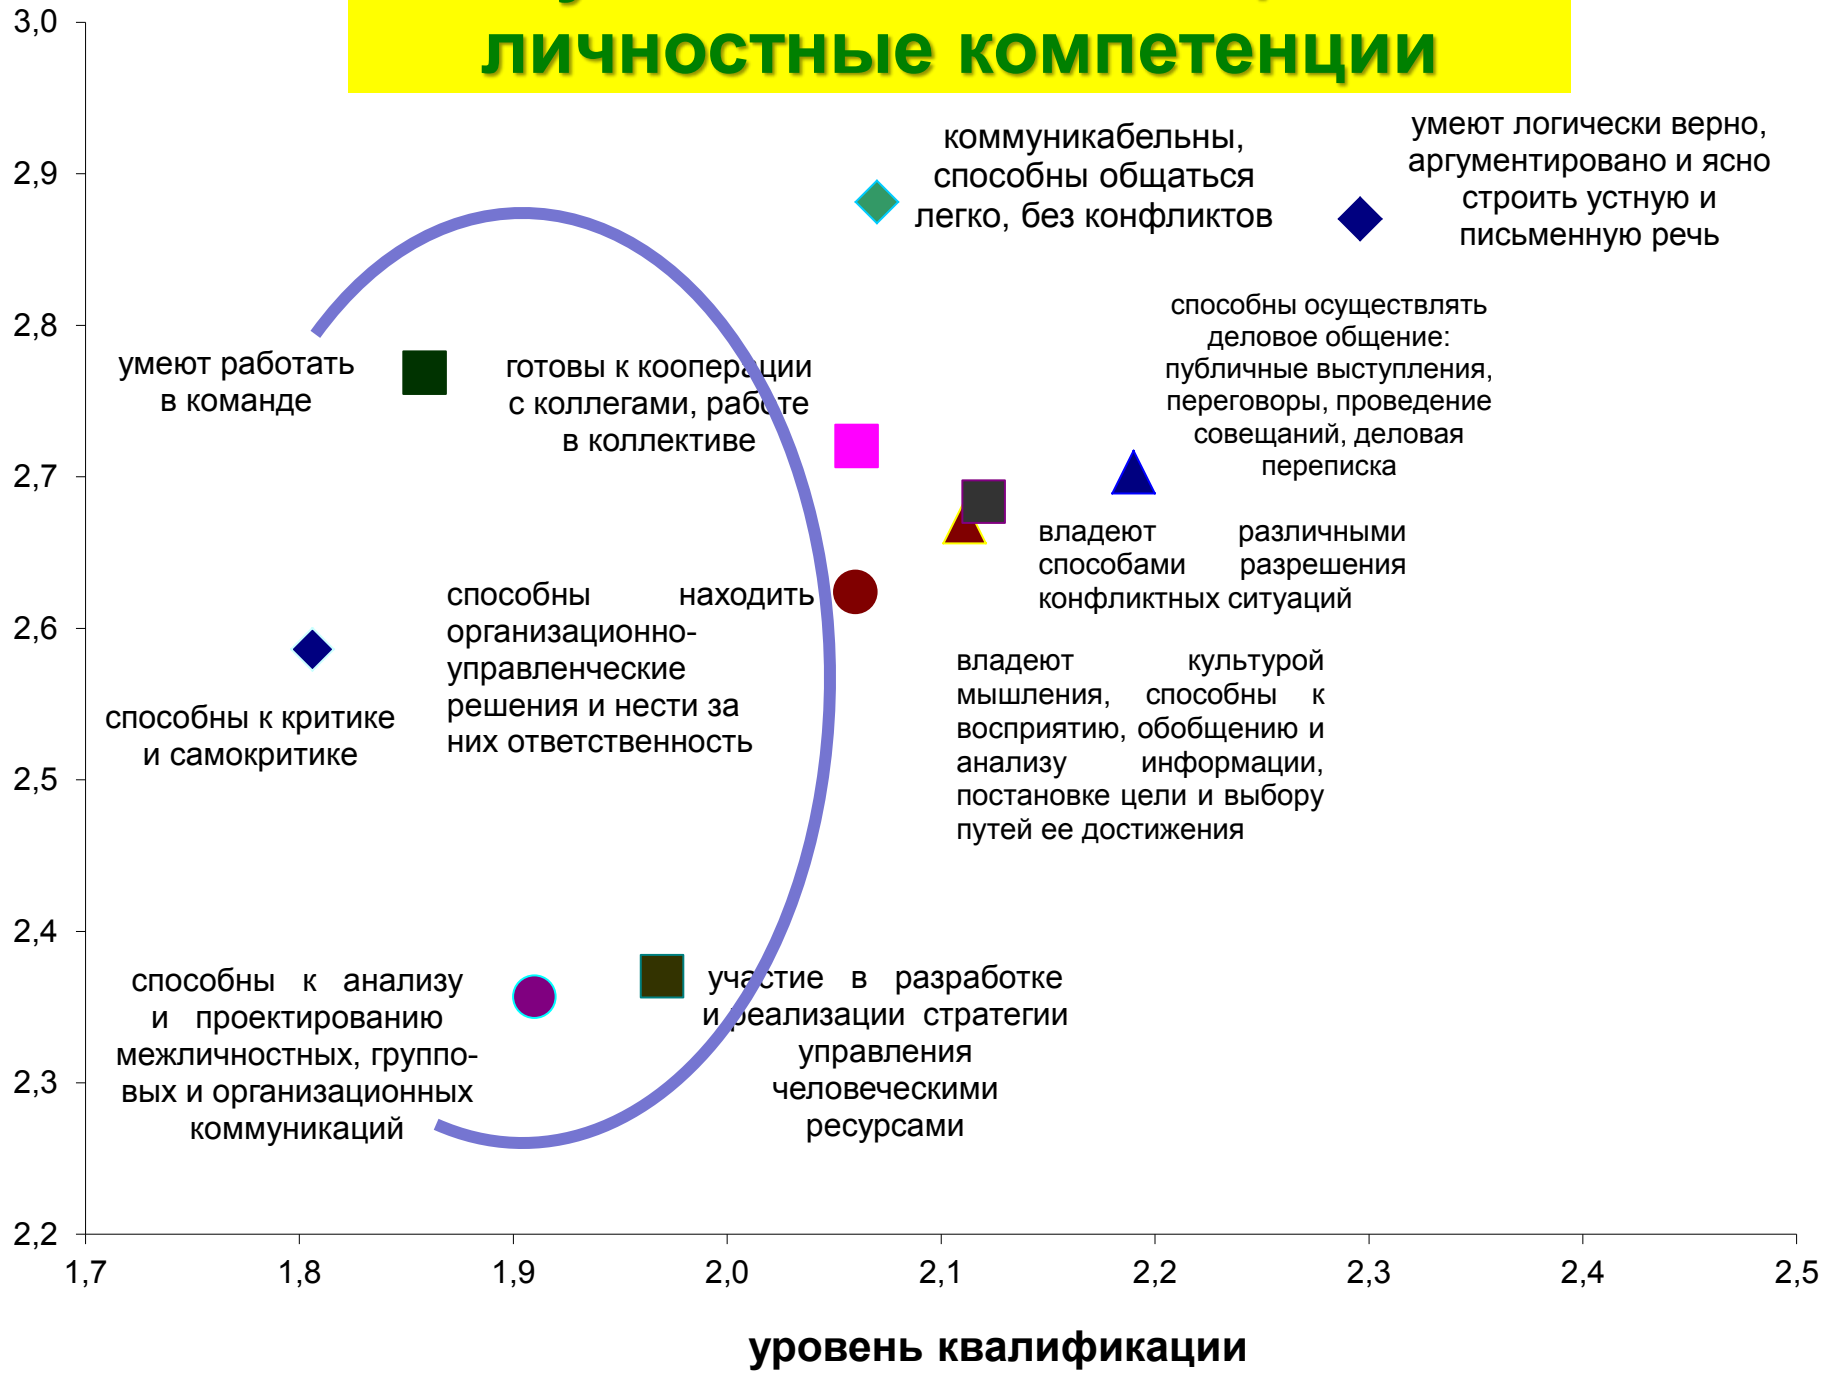 личностные компетенции
3,0
2,9
2,8
2,7
2,6
2,5
2,4
2,3
2,2
коммуникабельны,
способны общаться
легко, без конфликтов
умеют логически верно,
аргументировано и ясно
строить устную и
письменную речь
способны осуществлять
деловое общение:
публичные выступления,
переговоры, проведение
совещаний, деловая
переписка
умеют работать
в команде
готовы к кооперации
с коллегами, работе
в коллективе
владеют различными
способами разрешения
конфликтных ситуаций
способны находить
организационно-
управленческие
решения и нести за
них ответственность
владеют культурой
мышления, способны к
восприятию, обобщению и
анализу информации,
постановке цели и выбору
путей ее достижения
способны к критике
и самокритике
способны к анализу
и проектированию
межличностных, группо-
вых и организационных
коммуникаций
участие в разработке
и реализации стратегии
управления
человеческими
ресурсами
1,7 1,8 1,9 2,0 2,1 2,2 2,3 2,4 2,5
уровень квалификации